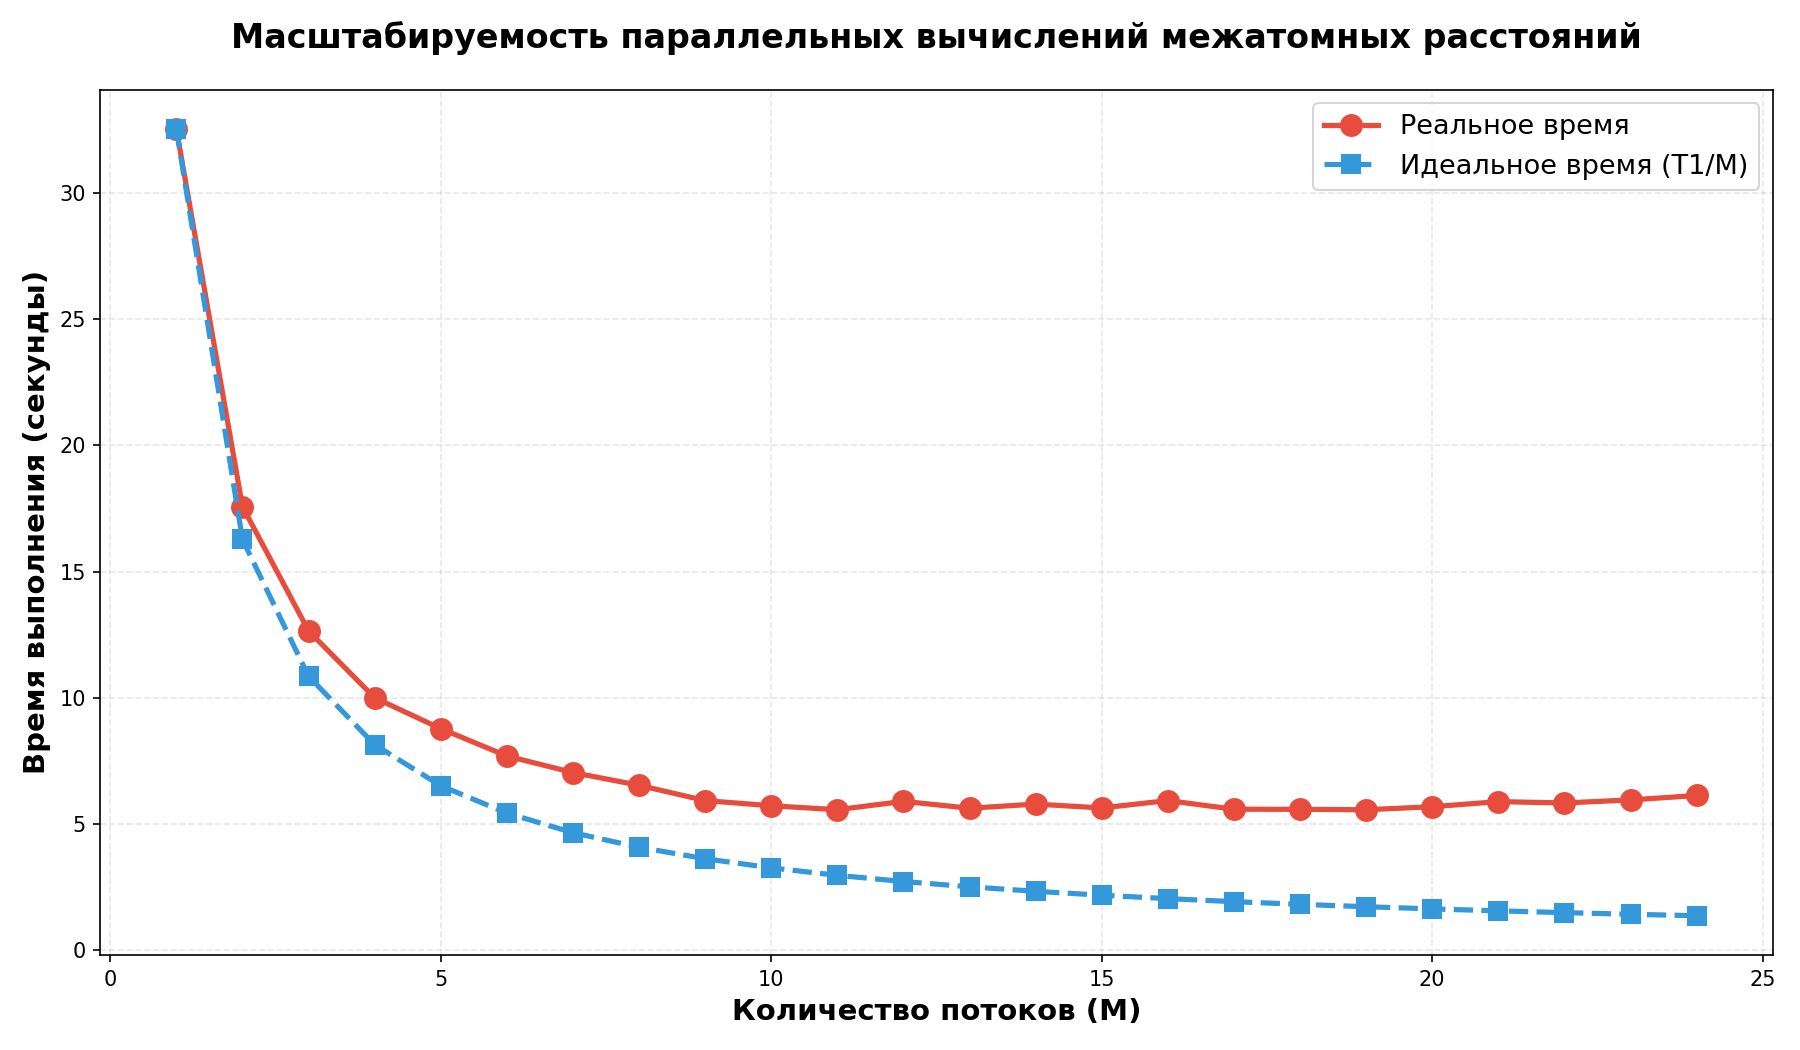 Масштабируемость параллельных вычислений межатомных расстояний
Реальное время
Идеальное время (T1/M)
Время выполнения (секунды)
30
25
20
15
10
5
0
0 5 10 15 20 25
Количество потоков (M)